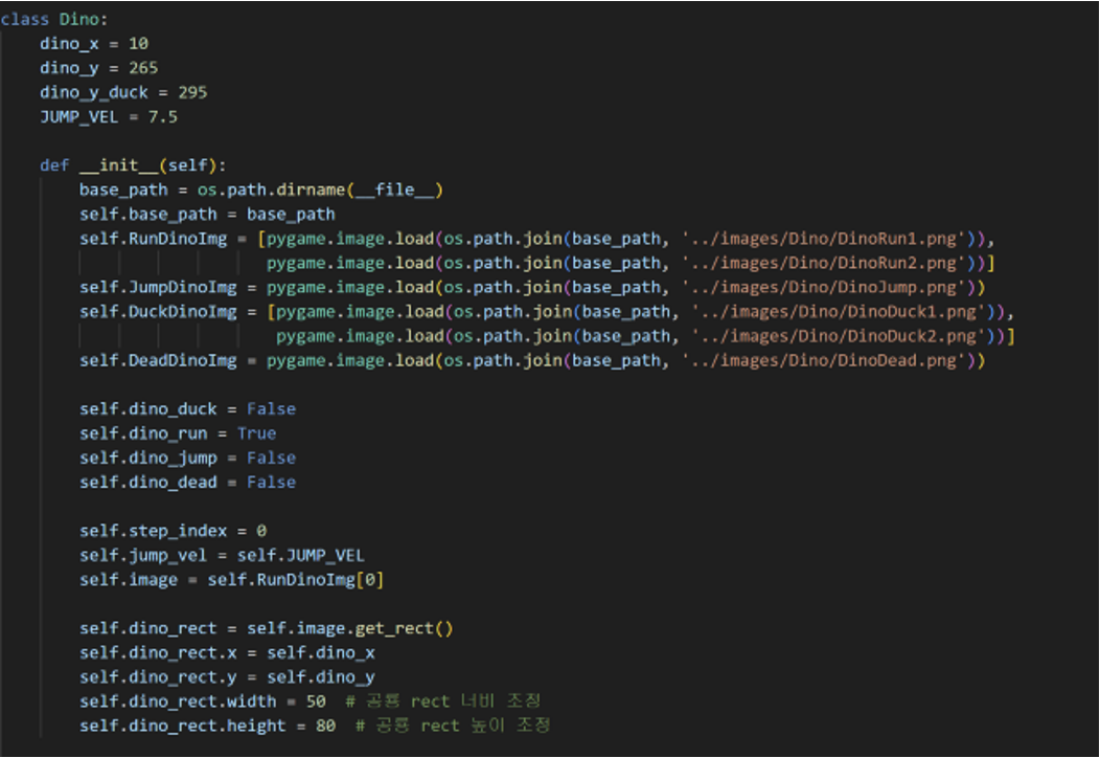 class Dino:
    dino_x = 10
    dino_y = 265
    dino_y_duck = 295
    JUMP_VEL = 7.5

    def __init__(self):
        base_path = os.path.dirname(__file__)
        self.base_path = base_path
        self.RunDinoImg = [pygame.image.load(os.path.join(base_path, '../images/Dino/DinoRun1.png')),
                           pygame.image.load(os.path.join(base_path, '../images/Dino/DinoRun2.png'))]
        self.JumpDinoImg = pygame.image.load(os.path.join(base_path, '../images/Dino/DinoJump.png'))
        self.DuckDinoImg = [pygame.image.load(os.path.join(base_path, '../images/Dino/DinoDuck1.png')),
                            pygame.image.load(os.path.join(base_path, '../images/Dino/DinoDuck2.png'))]
        self.DeadDinoImg = pygame.image.load(os.path.join(base_path, '../images/Dino/DinoDead.png'))

        self.dino_duck = False
        self.dino_run = True
        self.dino_jump = False
        self.dino_dead = False

        self.step_index = 0
        self.jump_vel = self.JUMP_VEL
        self.image = self.RunDinoImg[0]

        self.dino_rect = self.image.get_rect()
        self.dino_rect.x = self.dino_x
        self.dino_rect.y = self.dino_y
        self.dino_rect.width = 50  # 공룡 rect 너비 조정
        self.dino_rect.height = 80  # 공룡 rect 높이 조정